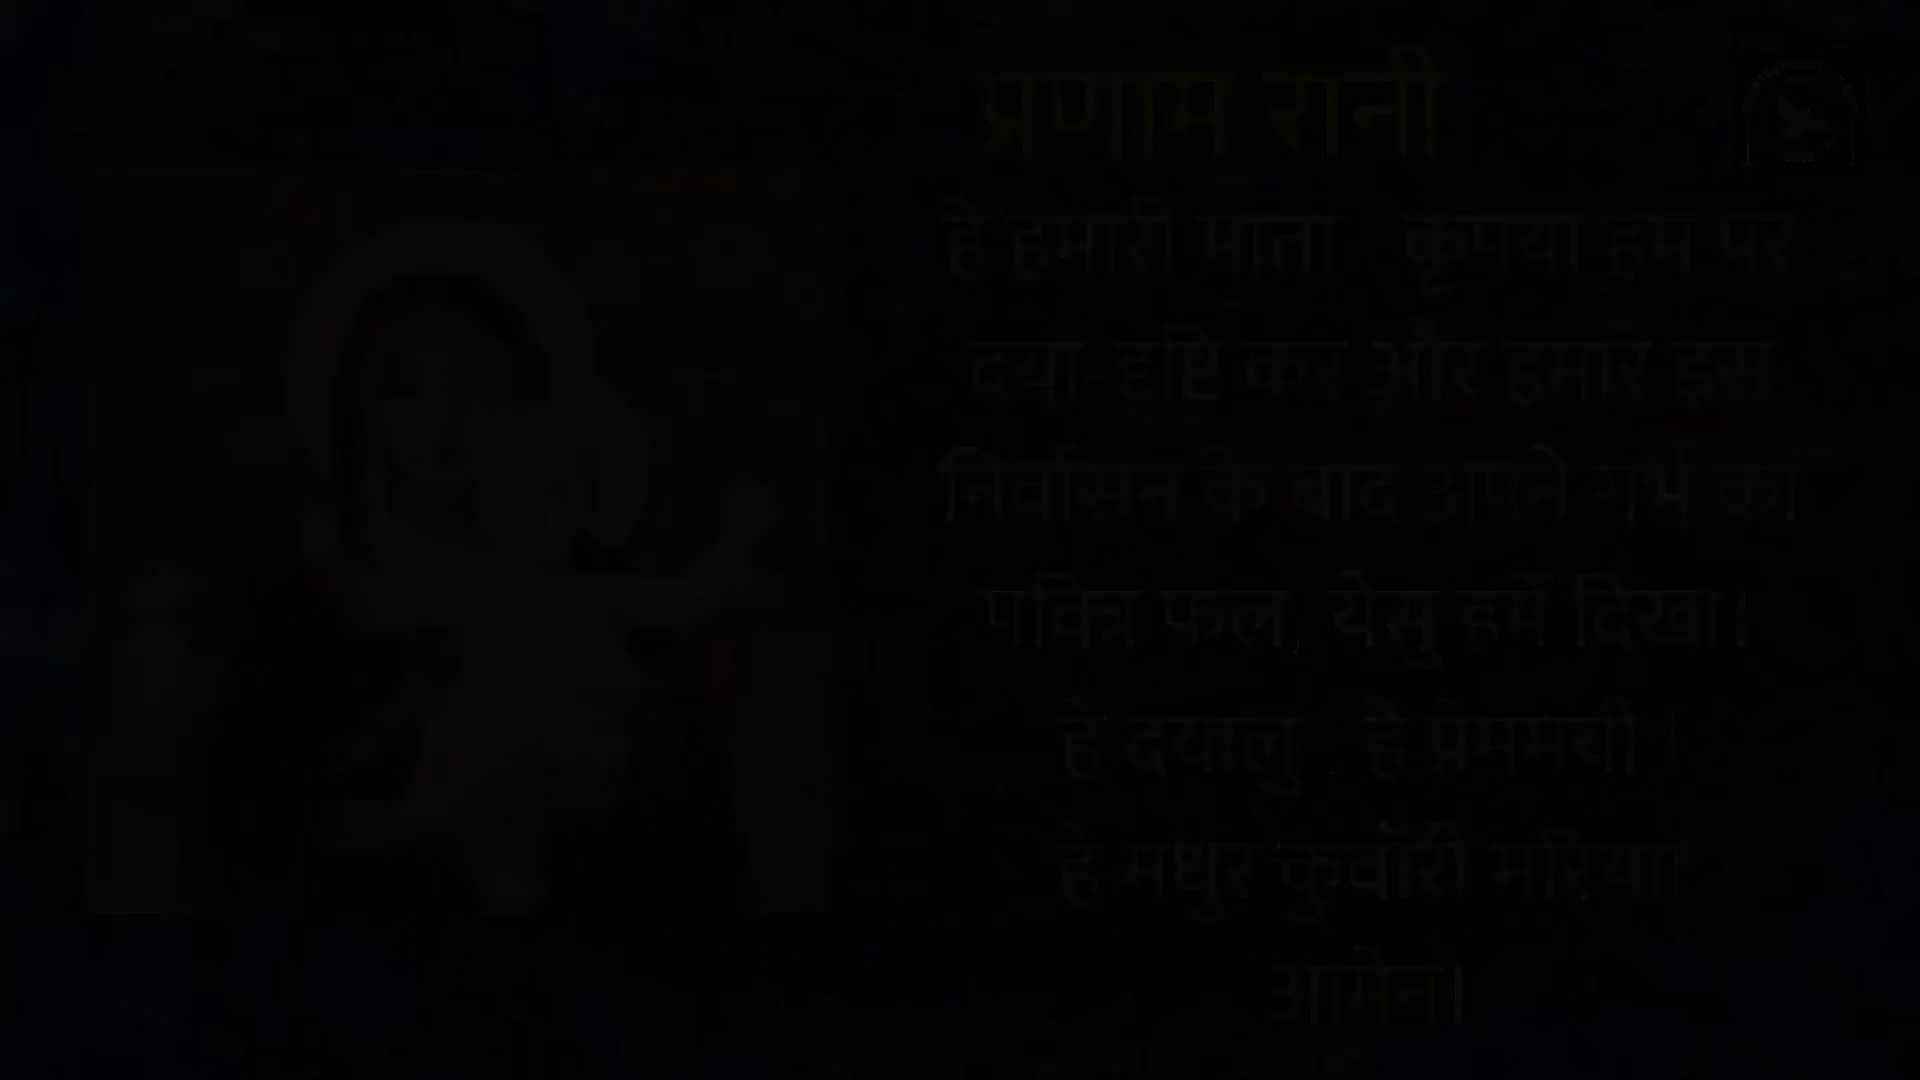 प्रणाम रानी
हे हमारी माता ! कृपया हम पर
दया-दृष्टि कर और हमारे इस
निर्वासन के बाद अपने गर्भ का
पवित्र फल, येसु हमें दिखा।
हे दयालु ! हे प्रेममयी !
हे मधुर कुवाँरी मरिया!
आमेन।